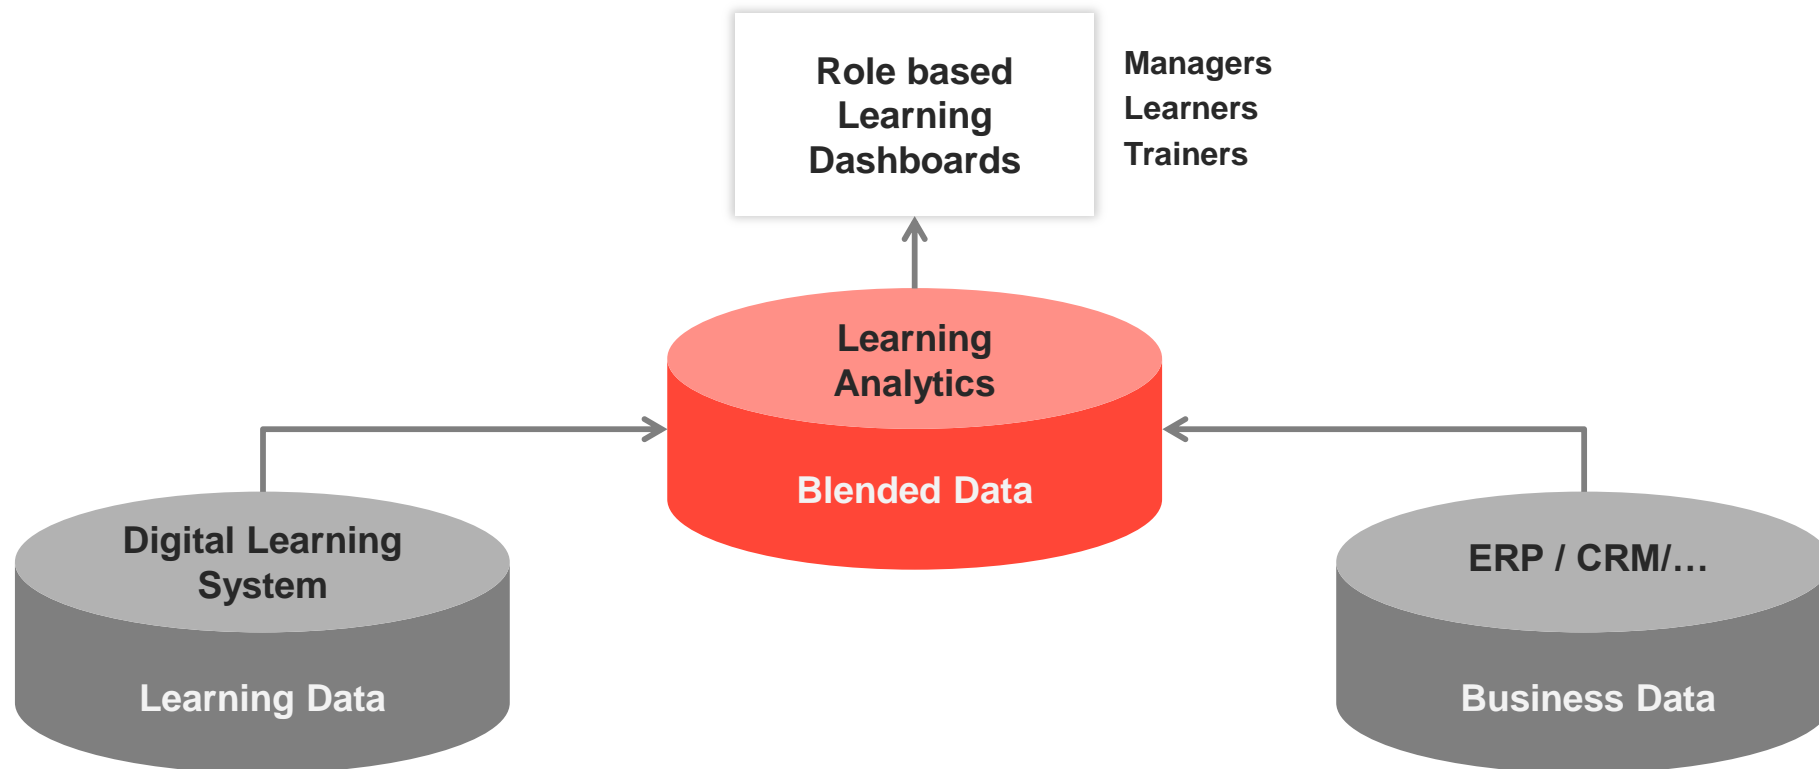 Role based
Learning
Dashboards
Managers
Learners
Trainers
Learning
Analytics
Blended Data
Digital Learning
System
Learning Data
ERP / CRM/…
Business Data